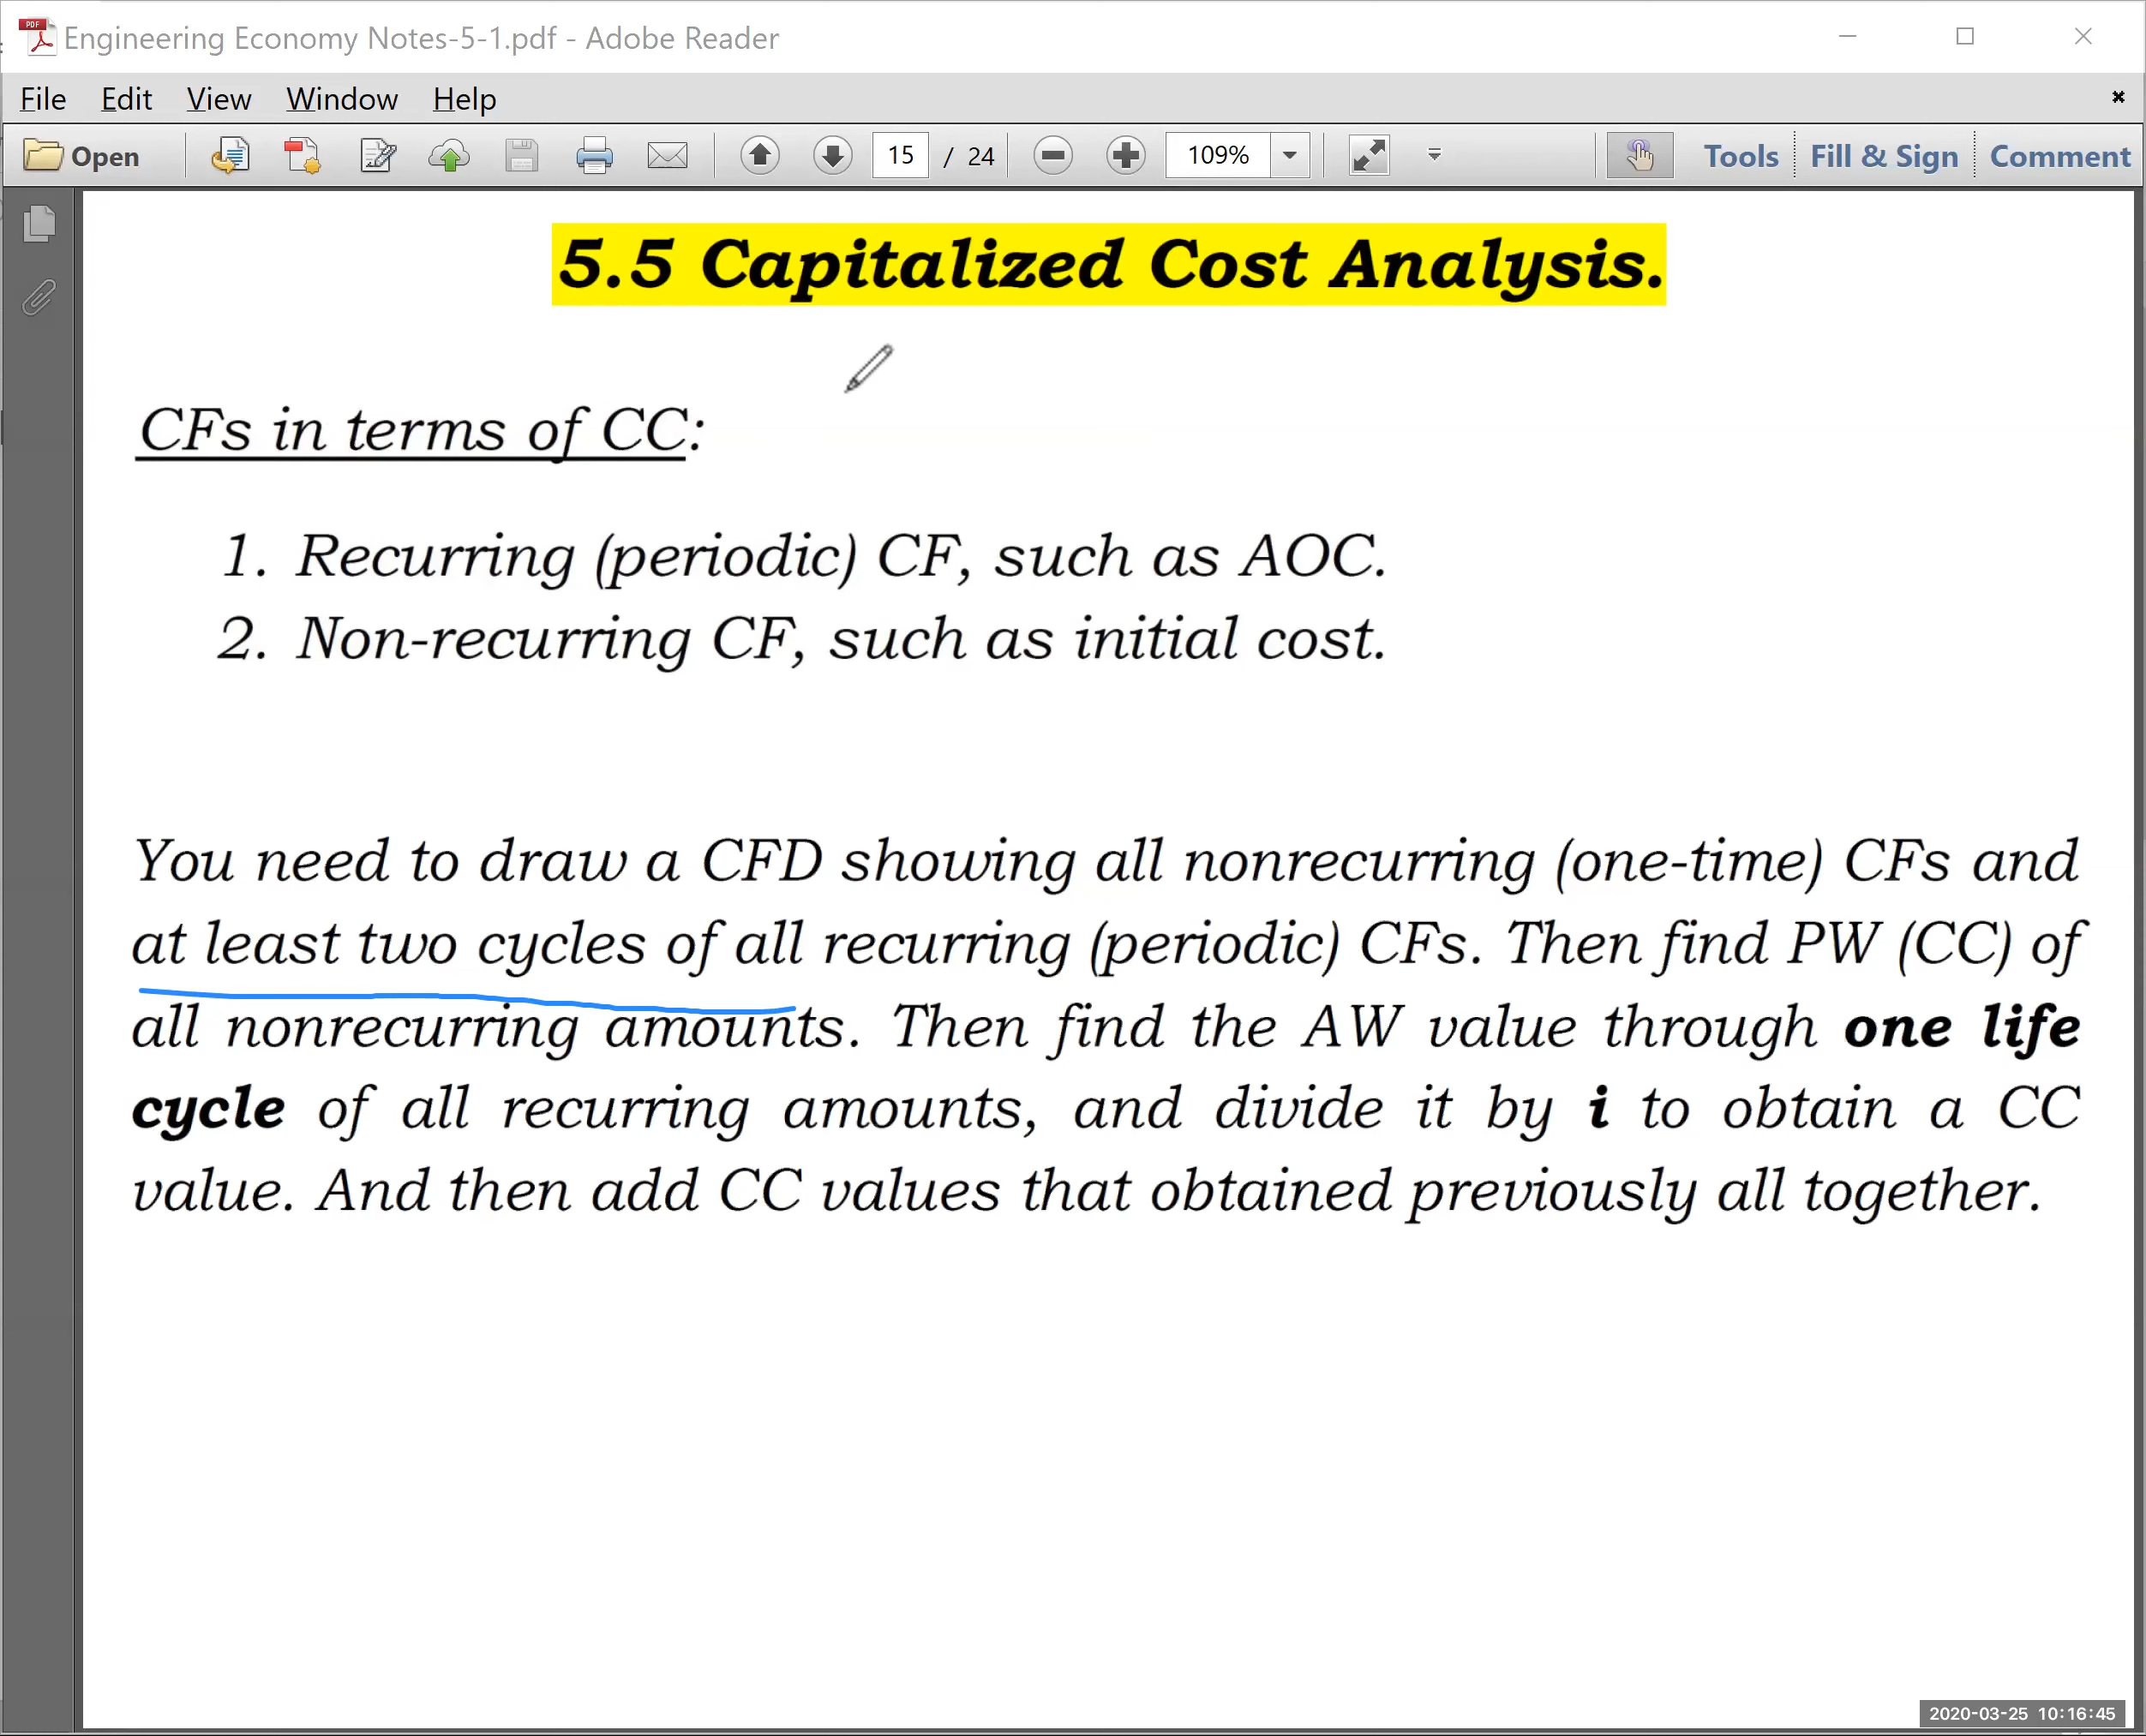 Engineering Economy Notes-5-1.pdf - Adobe Reader
File Edit View Window Help
Open 15 / 24 109% Tools Fill & Sign Comment
5.5 Capitalized Cost Analysis.
CFs in terms of CC:
1. Recurring (periodic) CF, such as AOC.
2. Non-recurring CF, such as initial cost.
You need to draw a CFD showing all nonrecurring (one-time) CFs and
at least two cycles of all recurring (periodic) CFs. Then find PW (CC) of
all nonrecurring amounts. Then find the AW value through one life
cycle of all recurring amounts, and divide it by i to obtain a CC
value. And then add CC values that obtained previously all together.
2020-03-25 10:16:45